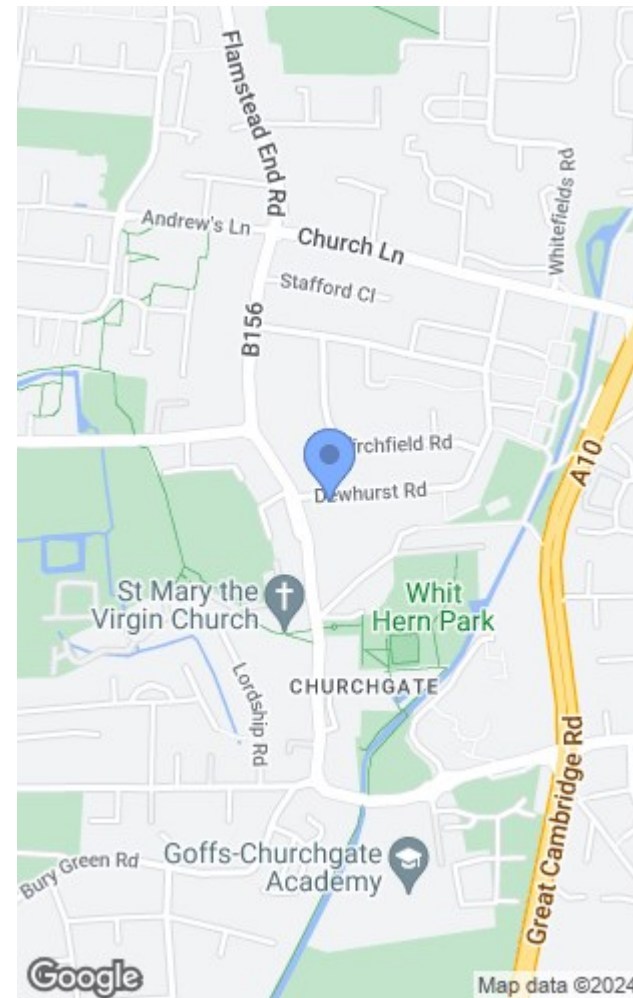 Flamstead End Rd
Whitefields Rd
Andrew's Ln
Church Ln
Stafford Cl
B156
rchfield Rd
A10
Dewhurst Rd
St Mary the
Virgin Church
Whit
Hern Park
Lordship Rd
CHURCHGATE
Great Cambridge Rd
Goffs-Churchgate
Academy
Bury Green Rd
Google
Map data ©2024